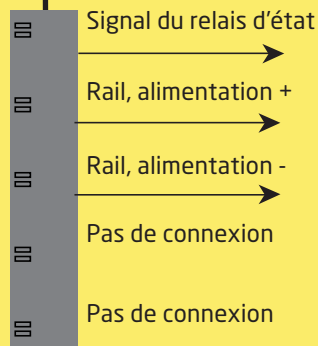 Signal du relais d'état
Rail, alimentation +
Rail, alimentation -
Pas de connexion
Pas de connexion